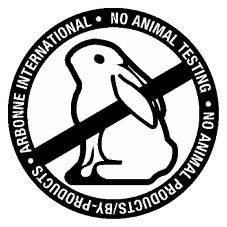 ARBONNE INTERNATIONAL • NO ANIMAL TESTING • NO ANIMAL PRODUCTS/BY-PRODUCTS •